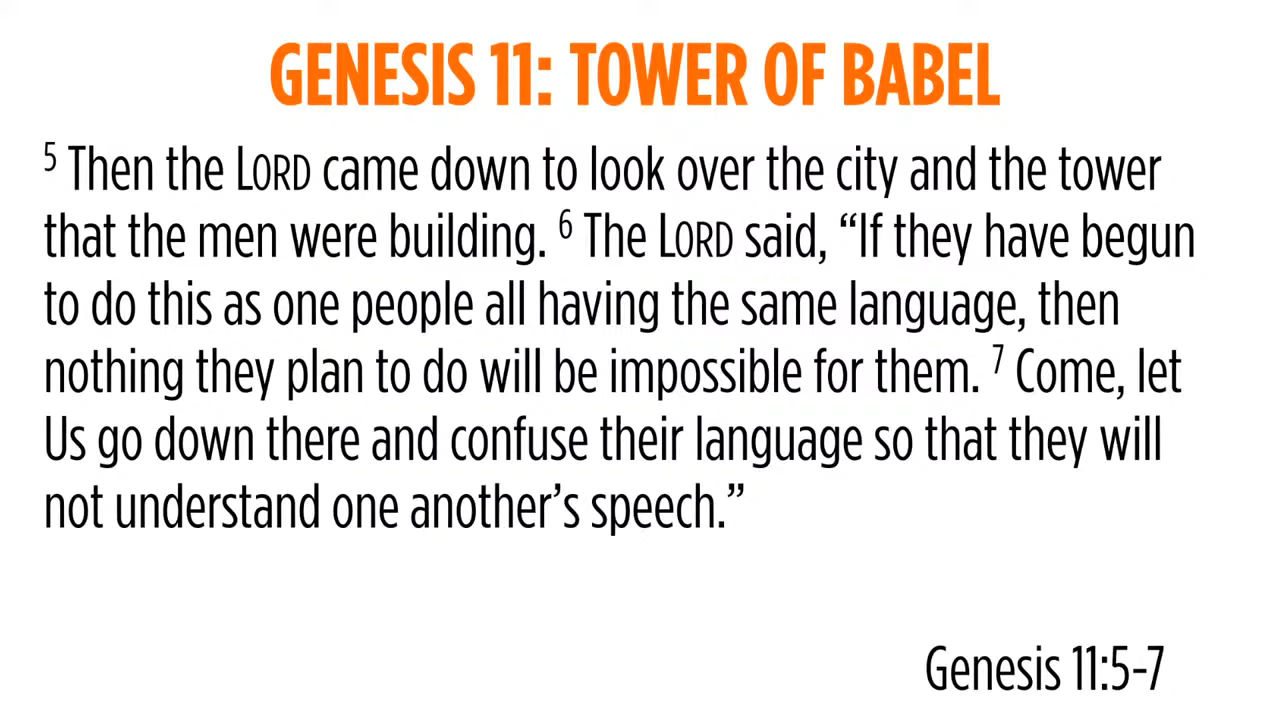 GENESIS 11: TOWER OF BABEL
5 Then the LORD came down to look over the city and the tower
that the men were building. 6 The LORD said, “If they have begun
to do this as one people all having the same language, then
nothing they plan to do will be impossible for them. 7 Come, let
Us go down there and confuse their language so that they will
not understand one another’s speech.”
Genesis 11:5-7